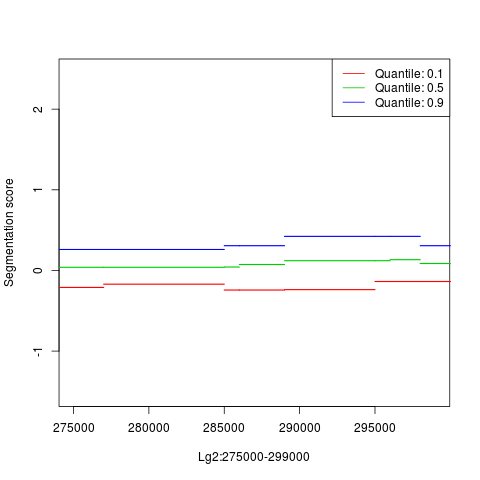 Quantile: 0.1
Quantile: 0.5
Quantile: 0.9
Segmentation score
2
1
0
-1
275000 280000 285000 290000 295000
Lg2:275000-299000